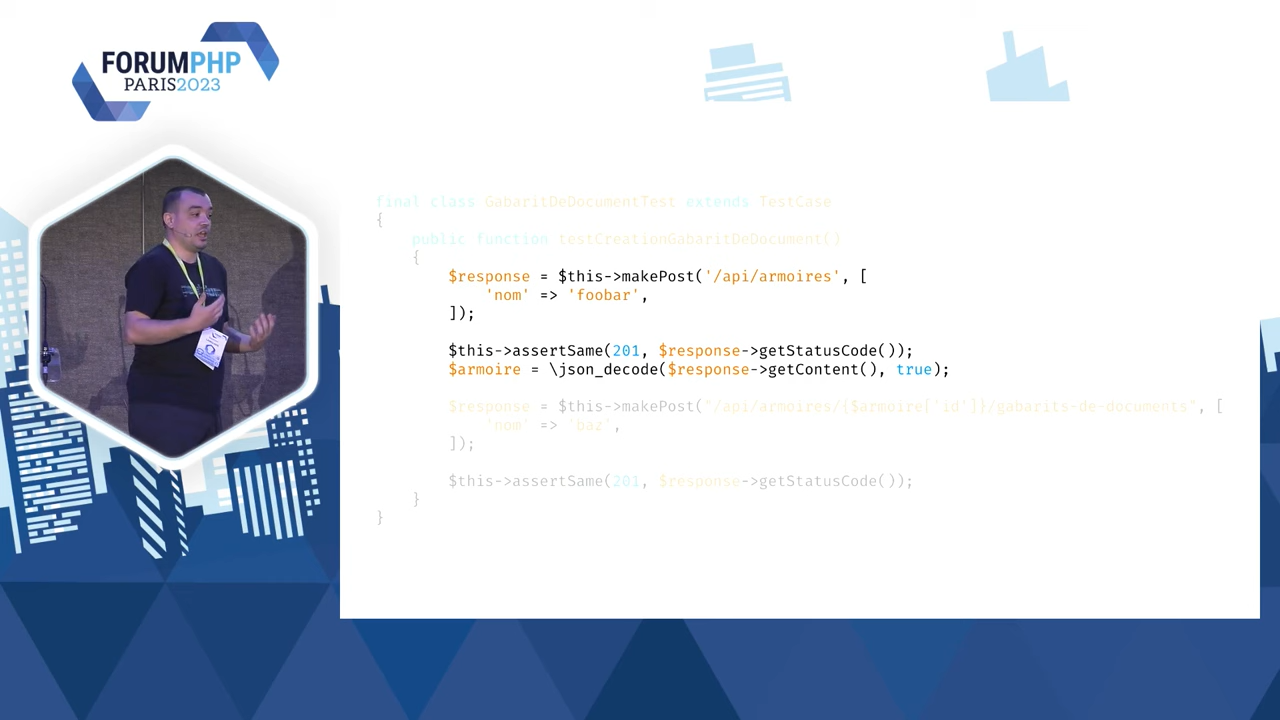 FORUMPHP
PARIS2023
final class GabaritDeDocumentTest extends TestCase
{
    public function testCreationGabaritDeDocument()
    {
        $response = $this->makePost('/api/armoires', [
            'nom' => 'foobar',
        ]);
        $this->assertSame(201, $response->getStatusCode());
        $armoire = \json_decode($response->getContent(), true);
        $response = $this->makePost("/api/armoires/{$armoire['id']}/gabarits-de-documents", [
            'nom' => 'bar',
        ]);
        $this->assertSame(201, $response->getStatusCode());
    }
}